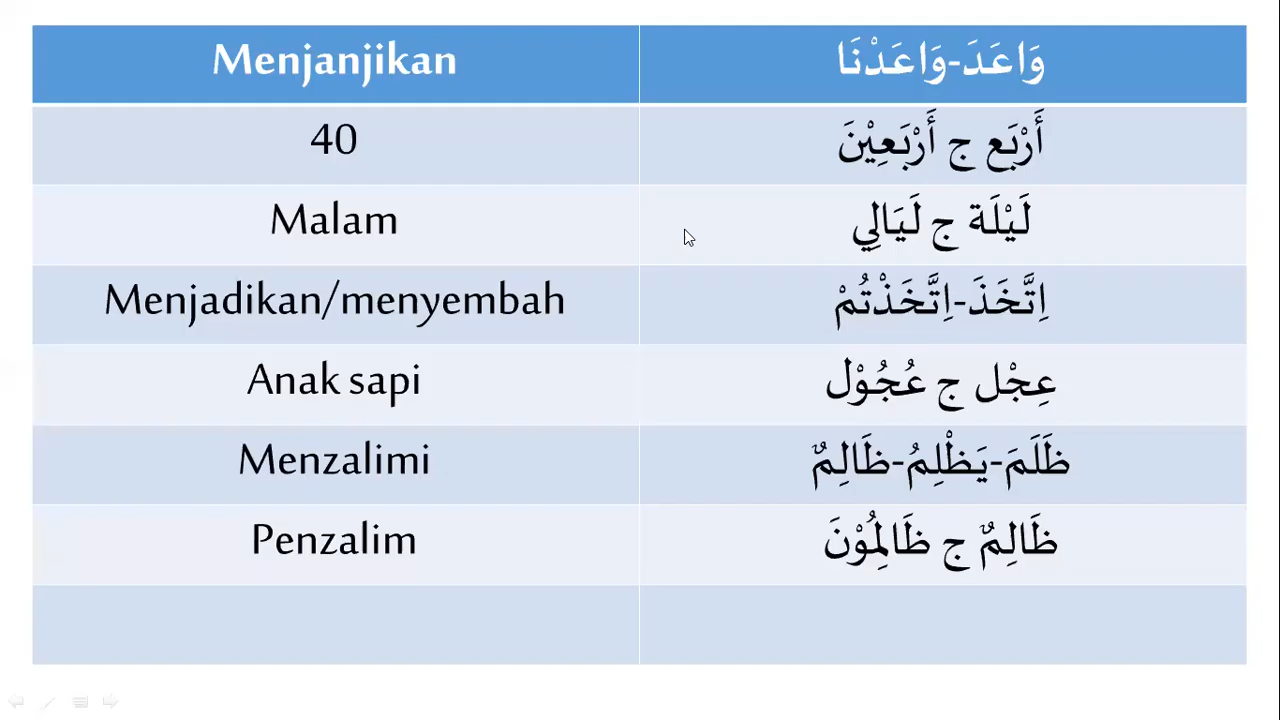 Menjanjikan وَاعَدَ-وَاعَدْنَا
40 أَرْبَع ج أَرْبَعِيْنَ
Malam لَيْلَة ج لَيَالِي
Menjadikan/menyembah اِتَّخَذَ-اِتَّخَذْتُمْ
Anak sapi عِجْل ج عُجُوْل
Menzalimi ظَلَمَ-يَظْلِمُ-ظَالِمٌ
Penzalim ظَالِمٌ ج ظَالِمُوْنَ